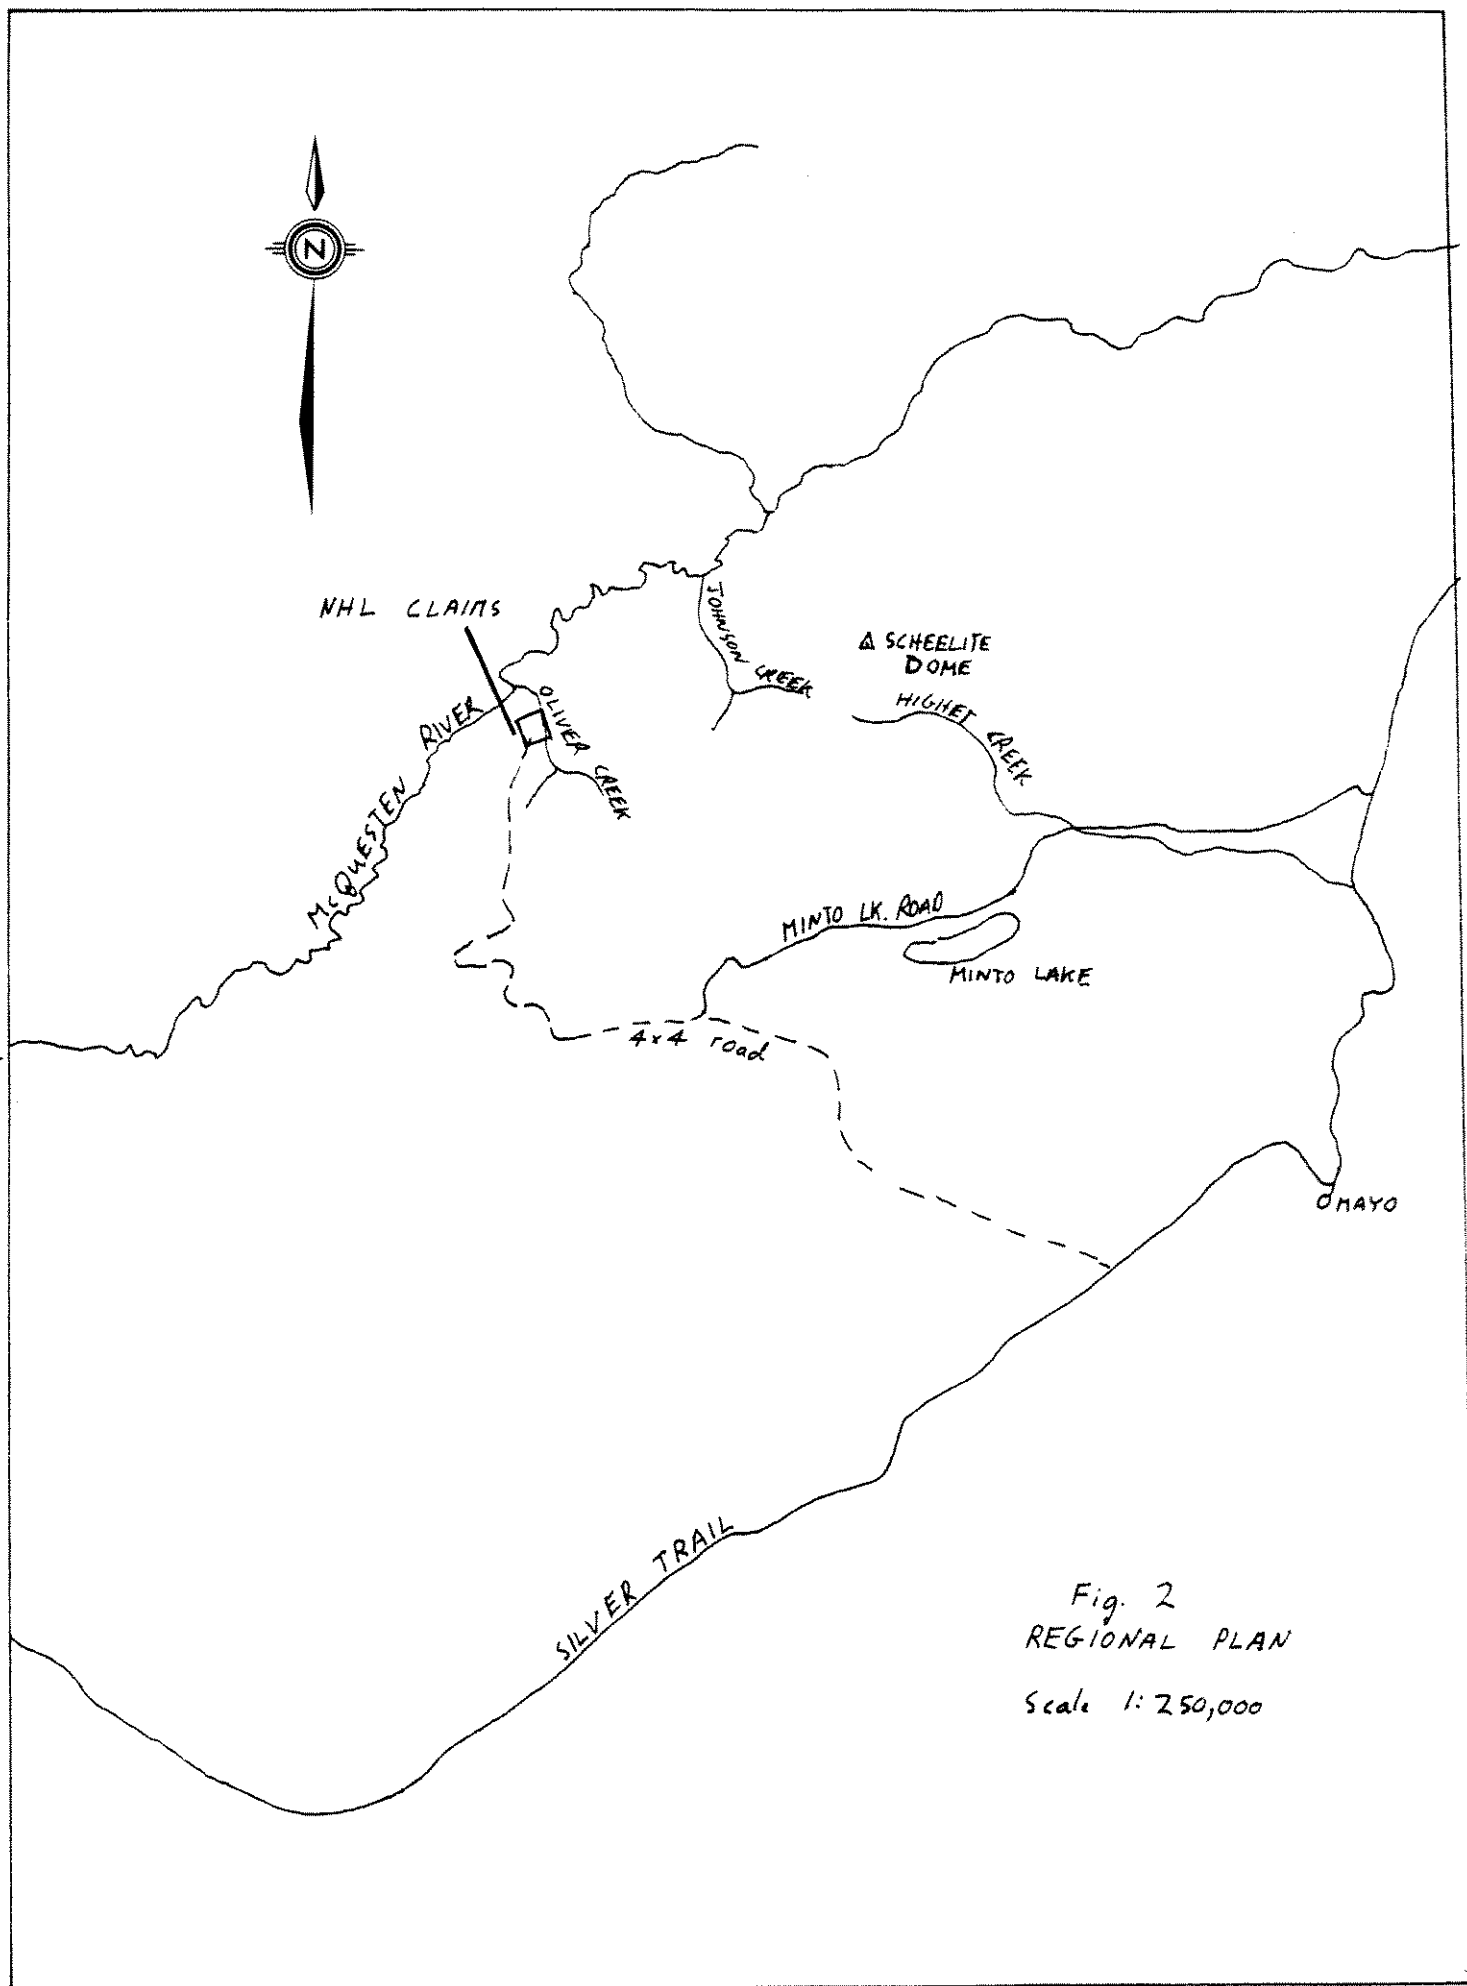 N
NHL CLAIMS
JOHNSON CREEK
△ SCHEELITE
DOME
HIGHET CREEK
OLIVER CREEK
McQUESTEN RIVER
MINTO LK. ROAD
MINTO LAKE
4x4 road
MAYO
SILVER TRAIL
Fig. 2
REGIONAL PLAN
Scale 1:250,000